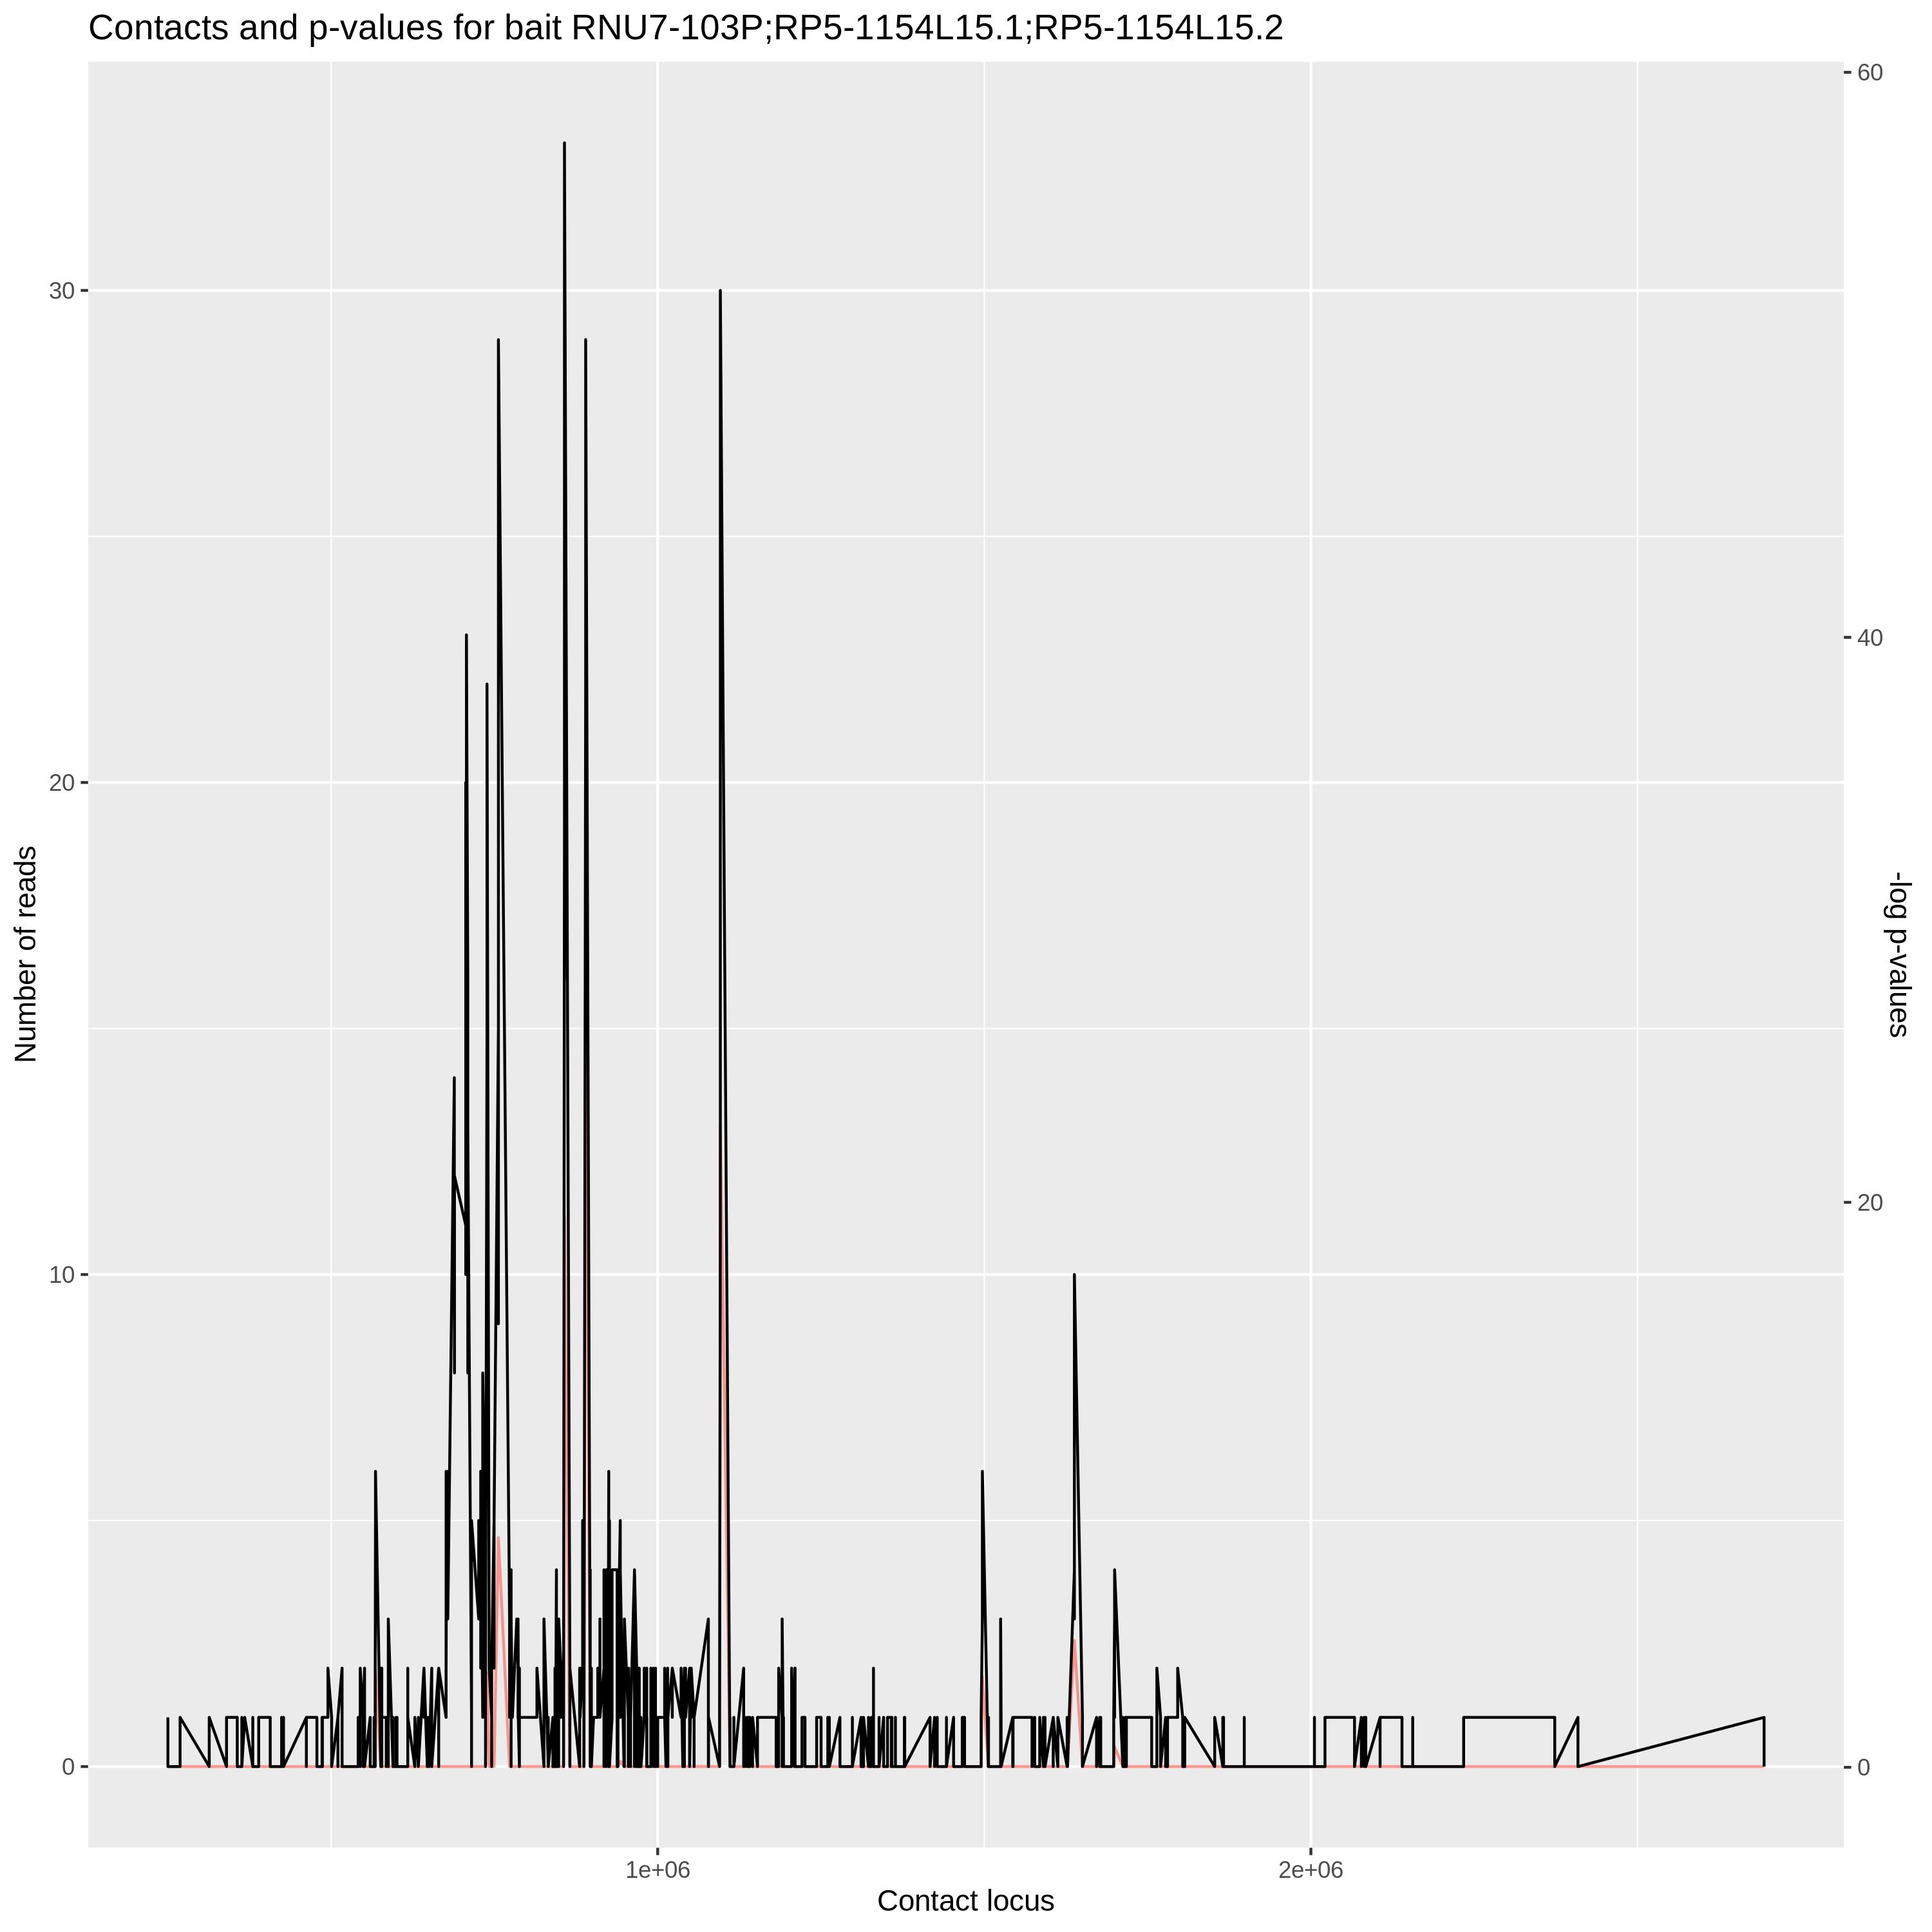 Contacts and p-values for bait RNU7-103P;RP5-1154L15.1;RP5-1154L15.2
60
30
40
20
Number of reads
-log p-values
20
10
0
0
1e+06
2e+06
Contact locus